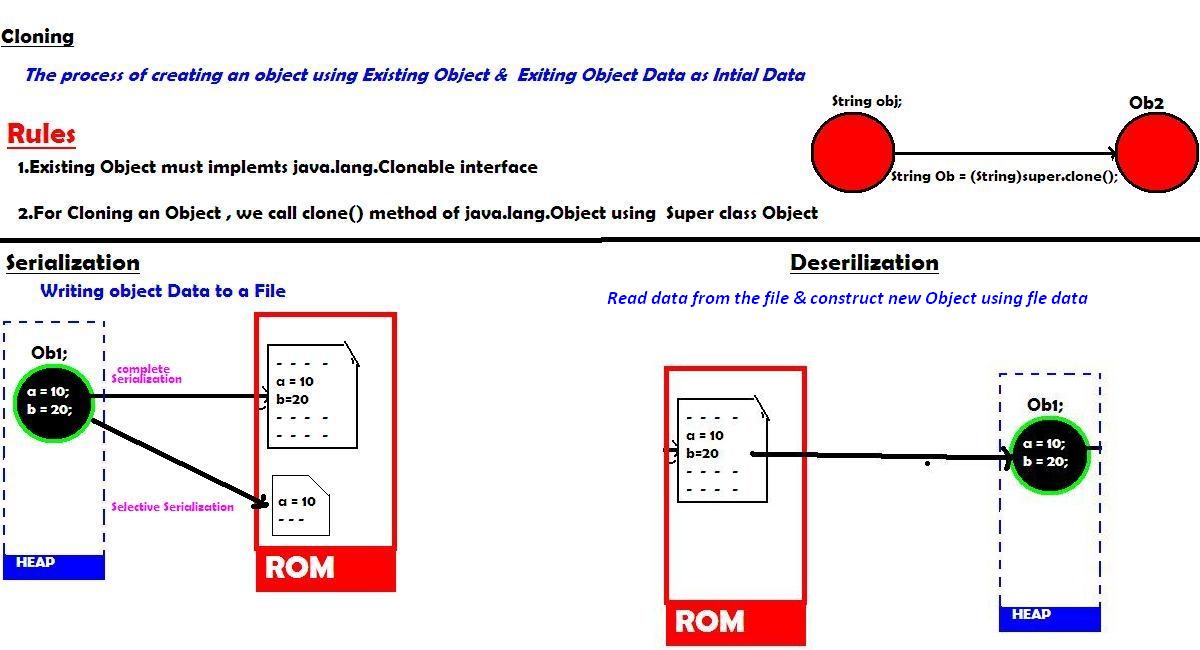 Cloning
The process of creating an object using Existing Object & Exiting Object Data as Intial Data
String obj;
Ob2
String Ob = (String)super.clone();
Rules
1.Existing Object must implemts java.lang.Clonable interface
2.For Cloning an Object , we call clone() method of java.lang.Object using Super class Object
Serialization
Writing object Data to a File
Ob1;
a = 10;
b = 20;
complete
Serialization
Selective Serialization
- - - -
a = 10
b=20
- - - -
- - - -
a = 10
- - -
HEAP
ROM
Deserilization
Read data from the file & construct new Object using fle data
- - - -
a = 10
b=20
- - - -
- - - -
ROM
Ob1;
a = 10;
b = 20;
HEAP